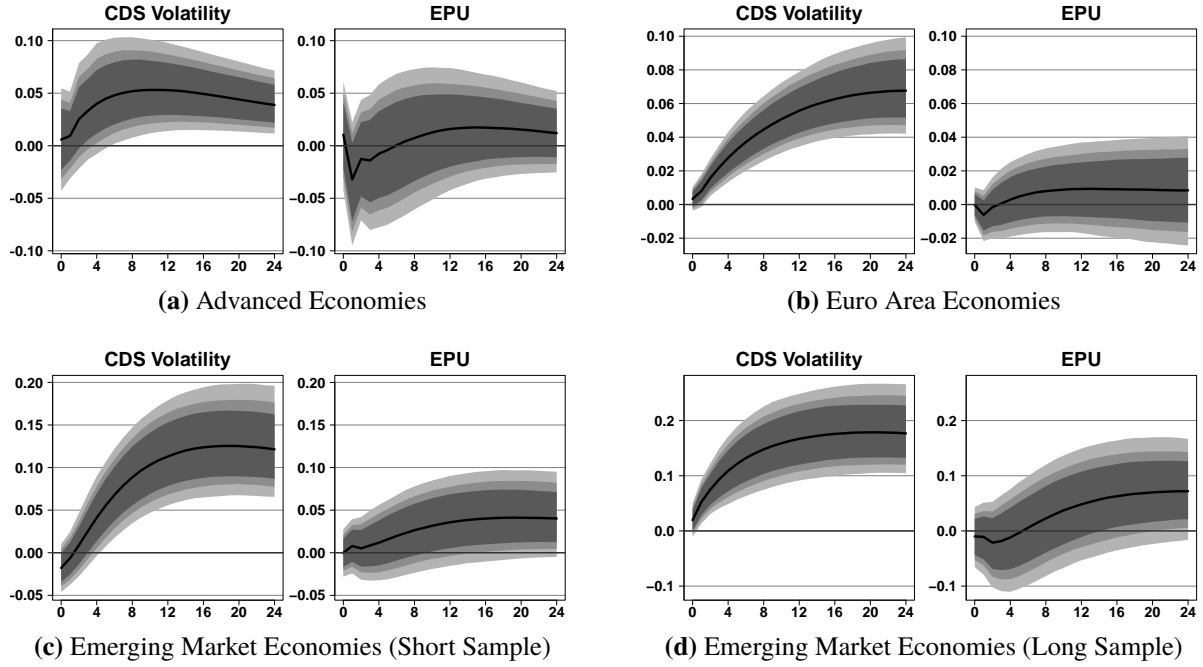 CDS Volatility EPU
0.10
0.05
0.00
-0.05
-0.10
0 4 8 12 16 20 24
0.10
0.05
0.00
-0.05
-0.10
0 4 8 12 16 20 24
(a) Advanced Economies
CDS Volatility EPU
0.10
0.08
0.06
0.04
0.02
0.00
−0.02
0 4 8 12 16 20 24
0.10
0.08
0.06
0.04
0.02
0.00
−0.02
0 4 8 12 16 20 24
(b) Euro Area Economies
CDS Volatility EPU
0.20
0.15
0.10
0.05
0.00
−0.05
0 4 8 12 16 20 24
0.20
0.15
0.10
0.05
0.00
−0.05
0 4 8 12 16 20 24
(c) Emerging Market Economies (Short Sample)
CDS Volatility EPU
0.2
0.1
0.0
−0.1
0 4 8 12 16 20 24
0.2
0.1
0.0
−0.1
0 4 8 12 16 20 24
(d) Emerging Market Economies (Long Sample)